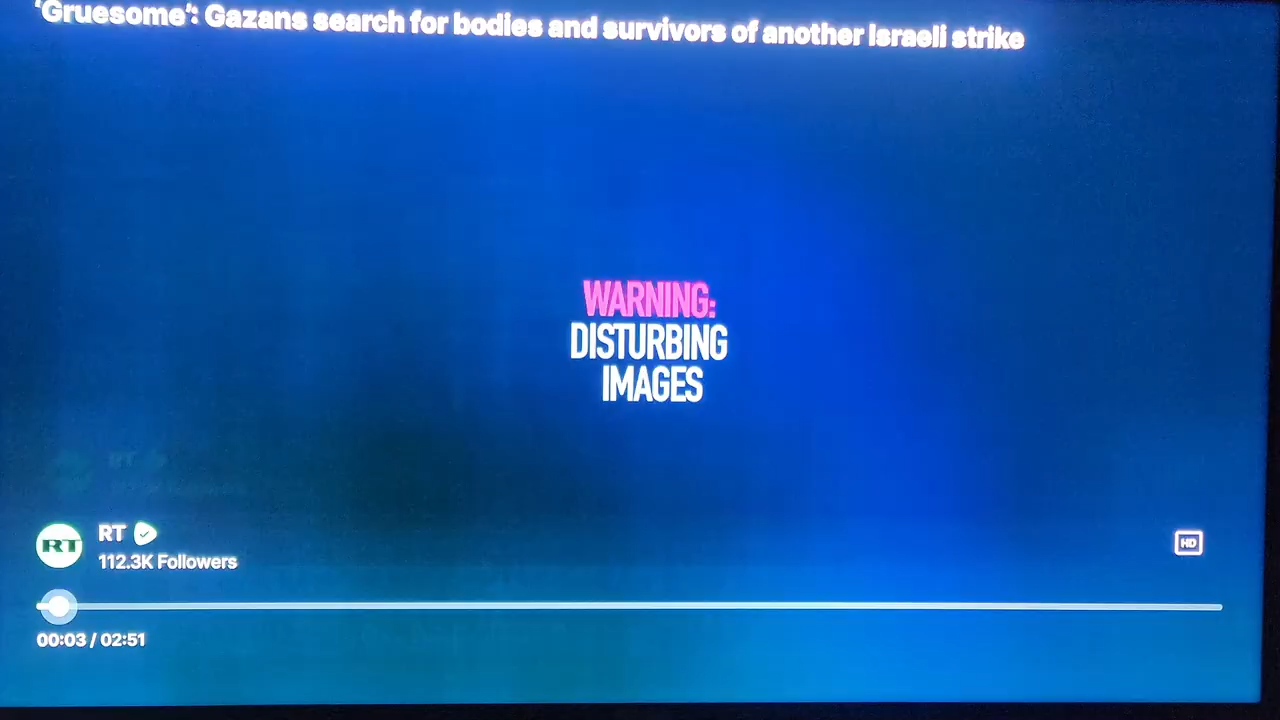 'Gruesome': Gazans search for bodies and survivors of another Israeli strike
WARNING:
DISTURBING
IMAGES
RT
RT
112.3K Followers
HD
00:03 / 02:51